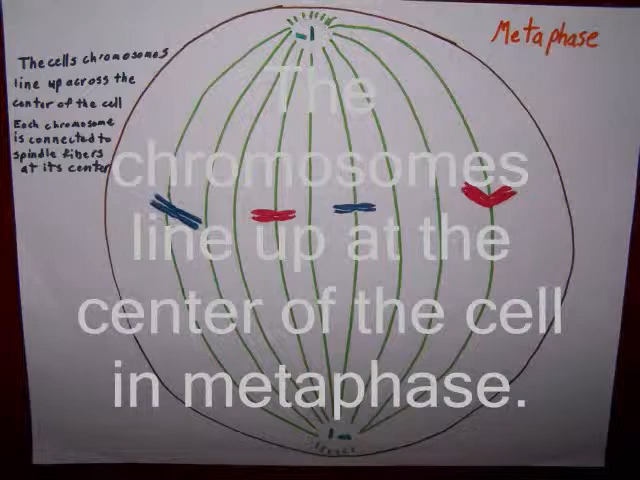 Metaphase
The cells chromosomes
line up across the
center of the cell
Each chromosome
is connected to
spindle fibers
at its center
The
chromosomes
line up at the
center of the cell
in metaphase.